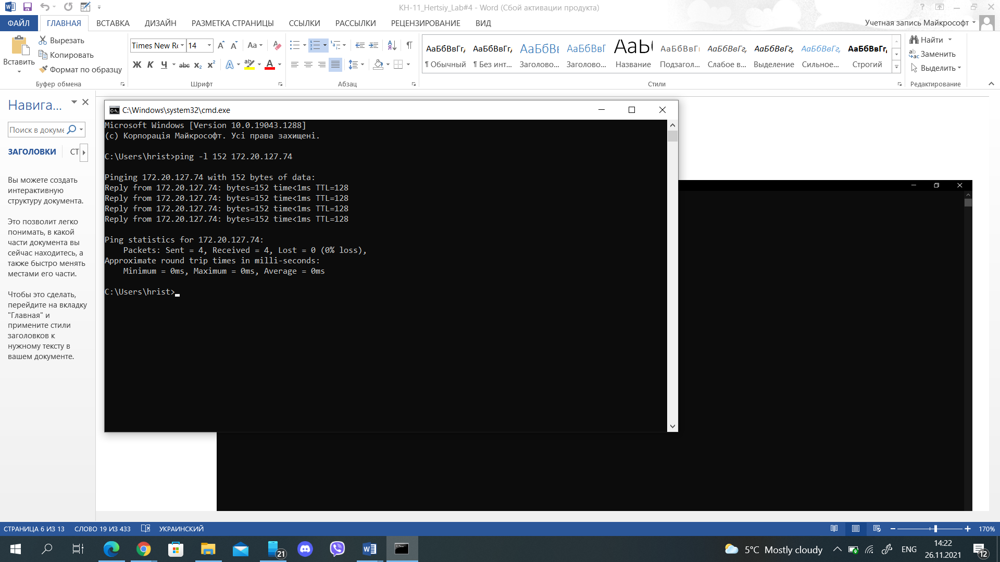 KH-11_Hertsiy_Lab#4 - Word (Сбой активации продукта)
ФАЙЛ ГЛАВНАЯ ВСТАВКА ДИЗАЙН РАЗМЕТКА СТРАНИЦЫ ССЫЛКИ РАССЫЛКИ РЕЦЕНЗИРОВАНИЕ ВИД Учетная запись Майкрософт
Вставить
Вырезать
Копировать
Формат по образцу
Буфер обмена
Times New Rc 14
Aa
Ж К Ч abc x₂ x² A ab A
Шрифт
Абзац
АаБбВвГг, АаБбВвГг, АаБбВв АаБбВвГ АаБ АаБбВвГг АаБбВвГг, АаБбВвГг, АаБбВвГг, АаБбВвГг,
¶ Обычный ¶ Без инт... Заголово... Заголово... Название Подзагол... Слабое в... Выделение Сильное... Строгий
Стили
Найти
Заменить
Выделить
Редактирование
Навига...
Поиск в докуме
ЗАГОЛОВКИ СТ
Вы можете создать
интерактивную
структуру документа.
Это позволит легко
понимать, в какой
части документа вы
сейчас находитесь, а
также быстро менять
местами его части.
Чтобы это сделать,
перейдите на вкладку
"Главная" и
примените стили
заголовков к
нужному тексту в
вашем документе.
C:\Windows\system32\cmd.exe
Microsoft Windows [Version 10.0.19043.1288]
(c) Корпорація Майкрософт. Усі права захищені.
C:\Users\hrist>ping -l 152 172.20.127.74
Pinging 172.20.127.74 with 152 bytes of data:
Reply from 172.20.127.74: bytes=152 time<1ms TTL=128
Reply from 172.20.127.74: bytes=152 time<1ms TTL=128
Reply from 172.20.127.74: bytes=152 time<1ms TTL=128
Reply from 172.20.127.74: bytes=152 time<1ms TTL=128
Ping statistics for 172.20.127.74:
Packets: Sent = 4, Received = 4, Lost = 0 (0% loss),
Approximate round trip times in milli-seconds:
Minimum = 0ms, Maximum = 0ms, Average = 0ms
C:\Users\hrist>
СТРАНИЦА 6 ИЗ 13 СЛОВО 19 ИЗ 433 УКРАИНСКИЙ 170%
21 5°C Mostly cloudy ENG 14:22
26.11.2021 12